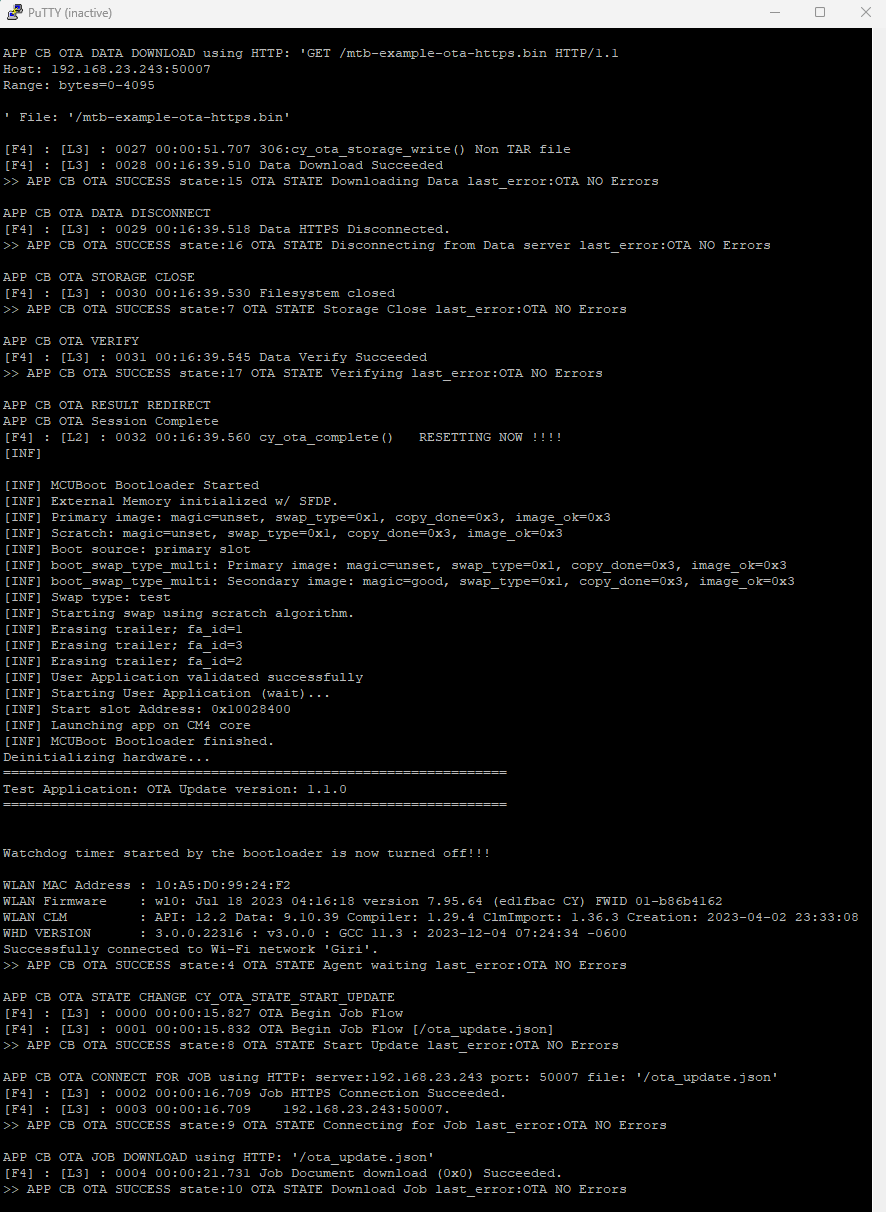 PuTTY (inactive)
APP CB OTA DATA DOWNLOAD using HTTP: 'GET /mtb-example-ota-https.bin HTTP/1.1
Host: 192.168.23.243:50007
Range: bytes=0-4095
' File: '/mtb-example-ota-https.bin'
[F4] : [L3] : 0027 00:00:51.707 306:cy_ota_storage_write() Non TAR file
[F4] : [L3] : 0028 00:16:39.510 Data Download Succeeded
>> APP CB OTA SUCCESS state:15 OTA STATE Downloading Data last_error:OTA NO Errors
APP CB OTA DATA DISCONNECT
[F4] : [L3] : 0029 00:16:39.518 Data HTTPS Disconnected.
>> APP CB OTA SUCCESS state:16 OTA STATE Disconnecting from Data server last_error:OTA NO Errors
APP CB OTA STORAGE CLOSE
[F4] : [L3] : 0030 00:16:39.530 Filesystem closed
>> APP CB OTA SUCCESS state:7 OTA STATE Storage Close last_error:OTA NO Errors
APP CB OTA VERIFY
[F4] : [L3] : 0031 00:16:39.545 Data Verify Succeeded
>> APP CB OTA SUCCESS state:17 OTA STATE Verifying last_error:OTA NO Errors
APP CB OTA RESULT REDIRECT
APP CB OTA Session Complete
[F4] : [L2] : 0032 00:16:39.560 cy_ota_complete()   RESETTING NOW !!!!
[INF]
[INF] MCUBoot Bootloader Started
[INF] External Memory initialized w/ SFDP.
[INF] Primary image: magic=unset, swap_type=0x1, copy_done=0x3, image_ok=0x3
[INF] Scratch: magic=unset, swap_type=0x1, copy_done=0x3, image_ok=0x3
[INF] Boot source: primary slot
[INF] boot_swap_type_multi: Primary image: magic=unset, swap_type=0x1, copy_done=0x3, image_ok=0x3
[INF] boot_swap_type_multi: Secondary image: magic=good, swap_type=0x1, copy_done=0x3, image_ok=0x3
[INF] Swap type: test
[INF] Starting swap using scratch algorithm.
[INF] Erasing trailer; fa_id=1
[INF] Erasing trailer; fa_id=3
[INF] Erasing trailer; fa_id=2
[INF] User Application validated successfully
[INF] Starting User Application (wait)...
[INF] Start slot Address: 0x10028400
[INF] Launching app on CM4 core
[INF] MCUBoot Bootloader finished.
Deinitializing hardware...
===============================================================
Test Application: OTA Update version: 1.1.0
===============================================================
Watchdog timer started by the bootloader is now turned off!!!
WLAN MAC Address : 10:A5:D0:99:24:F2
WLAN Firmware    : wl0: Jul 18 2023 04:16:18 version 7.95.64 (ed1fbac CY) FWID 01-b86b4162
WLAN CLM         : API: 12.2 Data: 9.10.39 Compiler: 1.29.4 ClmImport: 1.36.3 Creation: 2023-04-02 23:33:08
WHD VERSION      : 3.0.0.22316 : v3.0.0 : GCC 11.3 : 2023-12-04 07:24:34 -0600
Successfully connected to Wi-Fi network 'Giri'.
>> APP CB OTA SUCCESS state:4 OTA STATE Agent waiting last_error:OTA NO Errors
APP CB OTA STATE CHANGE CY_OTA_STATE_START_UPDATE
[F4] : [L3] : 0000 00:00:15.827 OTA Begin Job Flow
[F4] : [L3] : 0001 00:00:15.832 OTA Begin Job Flow [/ota_update.json]
>> APP CB OTA SUCCESS state:8 OTA STATE Start Update last_error:OTA NO Errors
APP CB OTA CONNECT FOR JOB using HTTP: server:192.168.23.243 port: 50007 file: '/ota_update.json'
[F4] : [L3] : 0002 00:00:16.709 Job HTTPS Connection Succeeded.
[F4] : [L3] : 0003 00:00:16.709    192.168.23.243:50007.
>> APP CB OTA SUCCESS state:9 OTA STATE Connecting for Job last_error:OTA NO Errors
APP CB OTA JOB DOWNLOAD using HTTP: '/ota_update.json'
[F4] : [L3] : 0004 00:00:21.731 Job Document download (0x0) Succeeded.
>> APP CB OTA SUCCESS state:10 OTA STATE Download Job last_error:OTA NO Errors